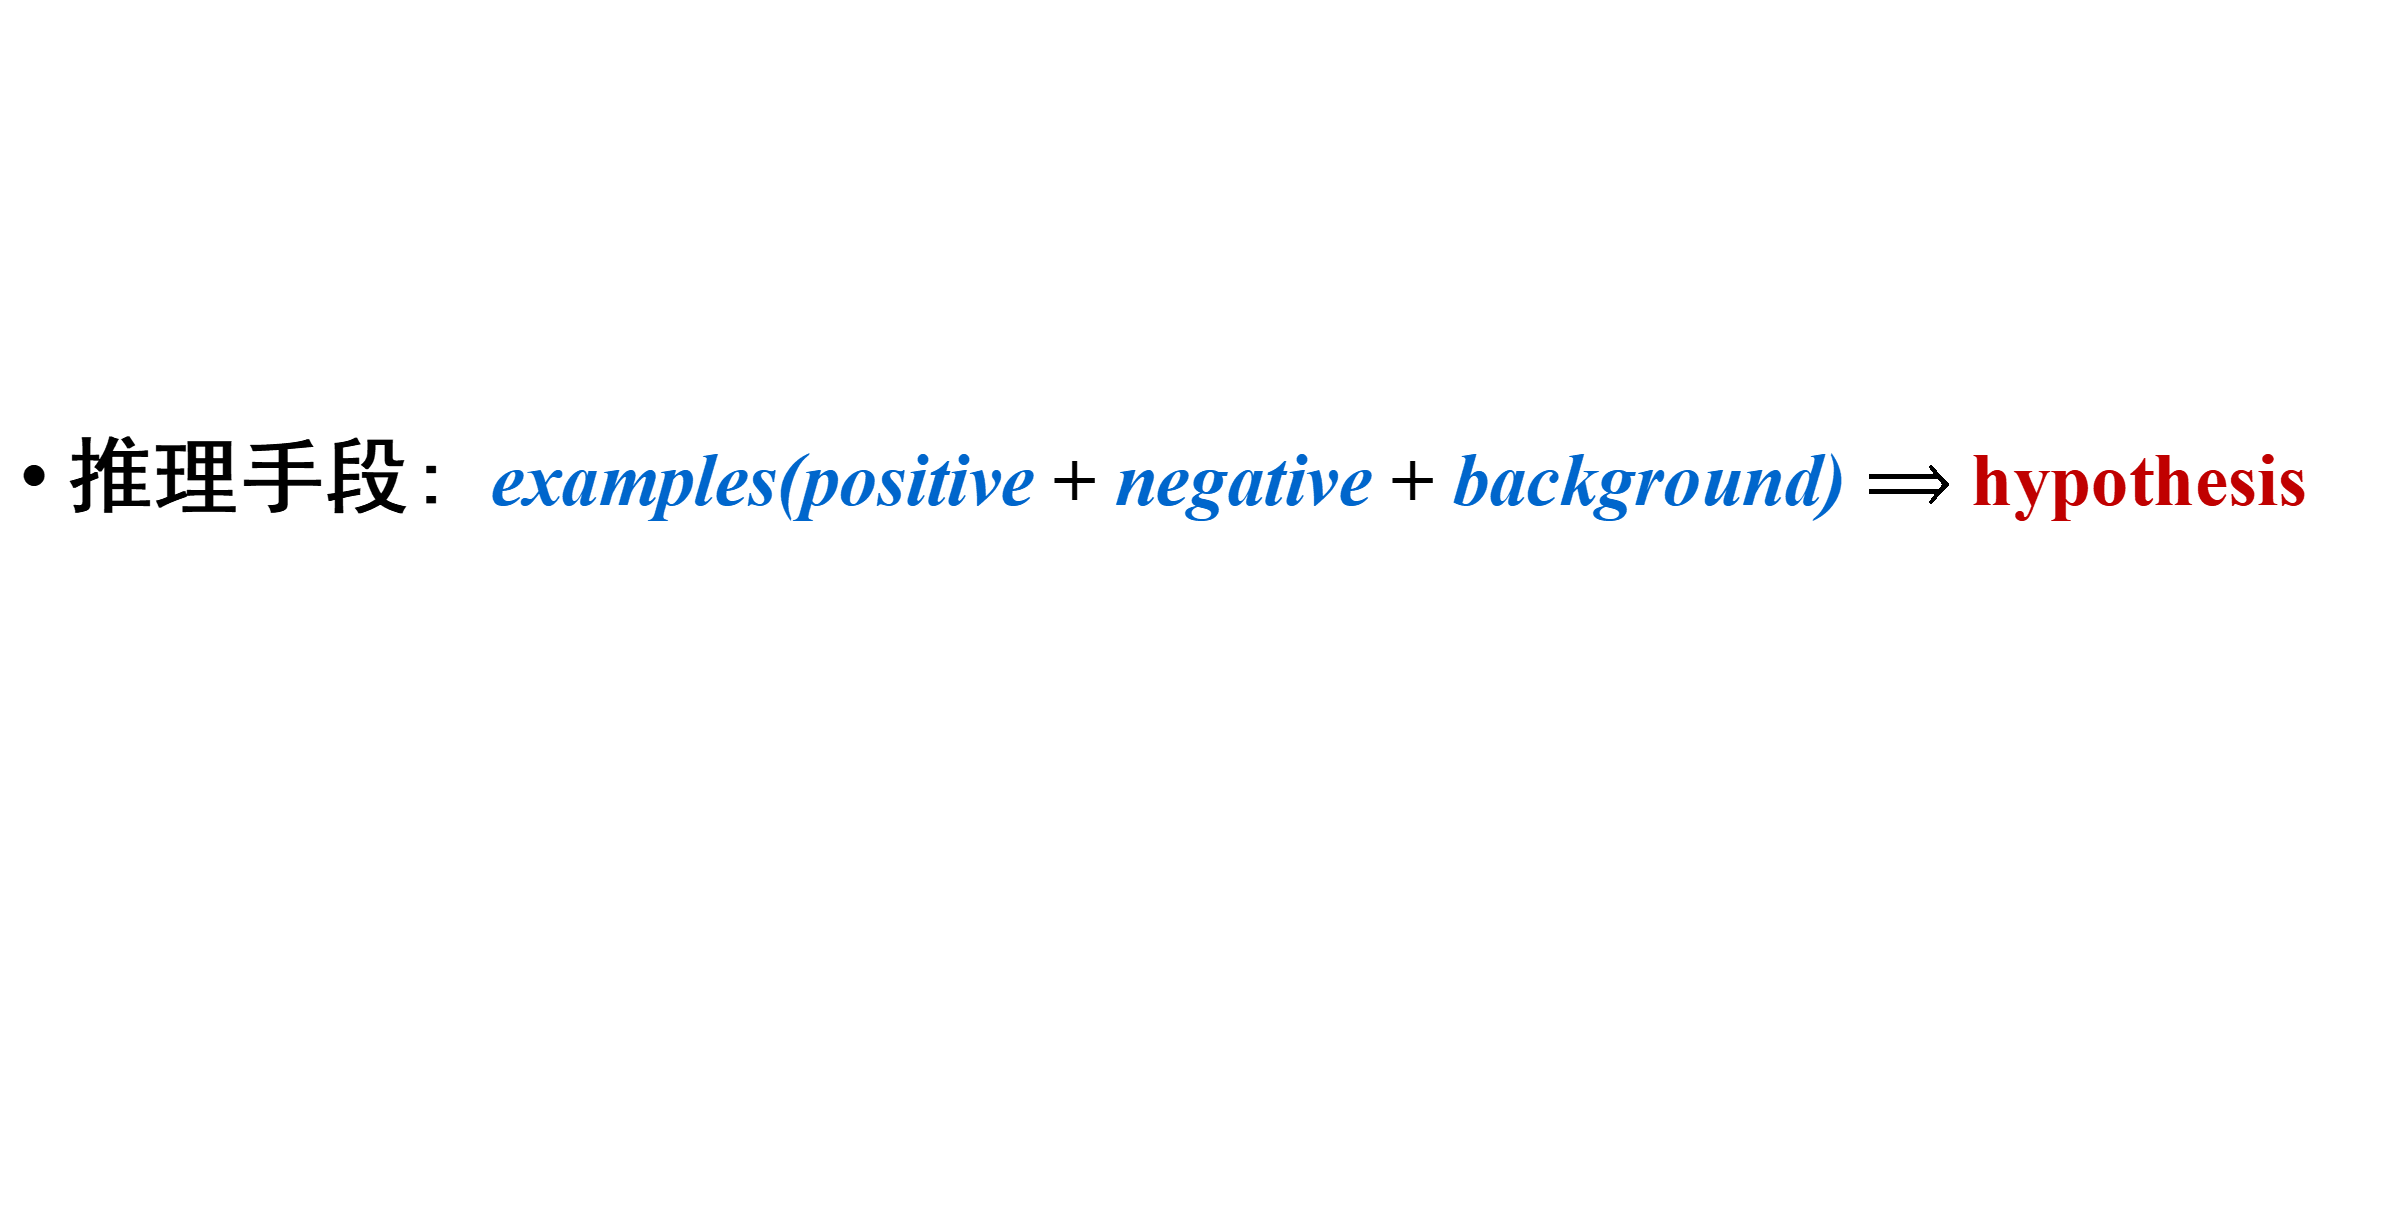 • 推理手段： examples(positive + negative + background) ⟹ hypothesis